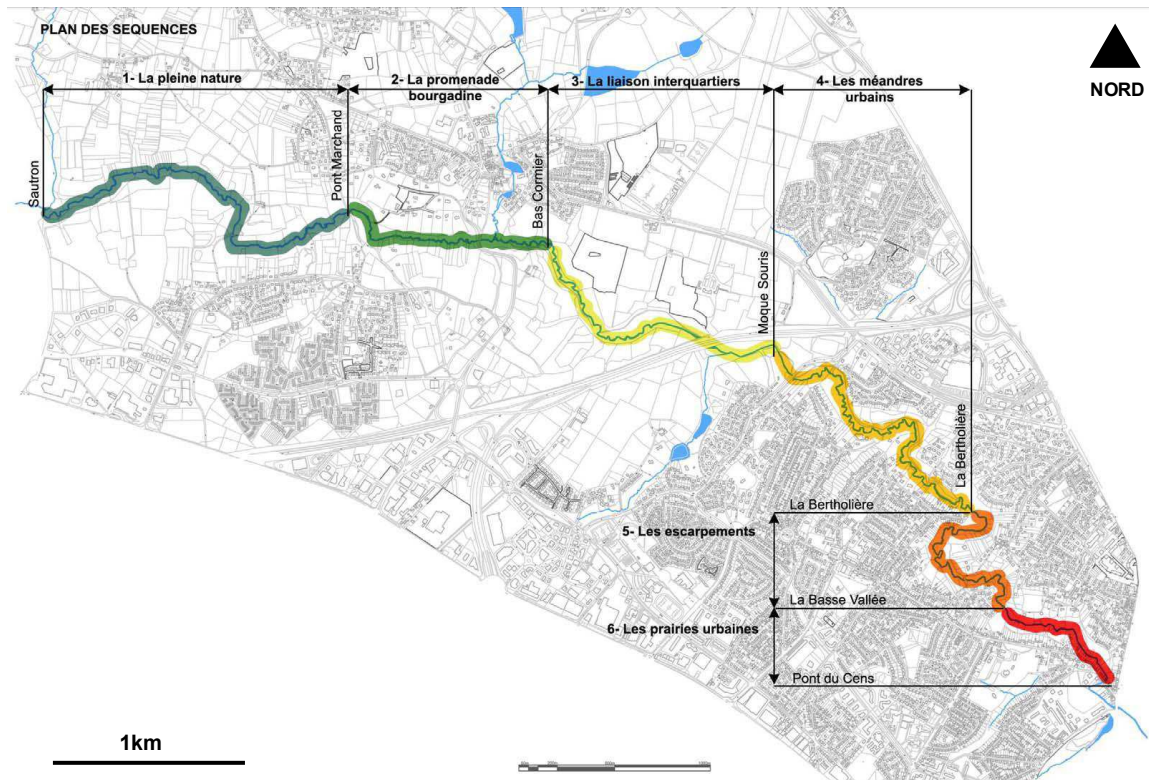 PLAN DES SEQUENCES
NORD
1- La pleine nature
2- La promenade
bourgadine
3- La liaison interquartiers
4- Les méandres
urbains
Sautron
Pont Marchand
Bas Cormier
Moque Souris
La Bertholière
La Bertholière
5- Les escarpements
La Basse Vallée
6- Les prairies urbaines
Pont du Cens
1km